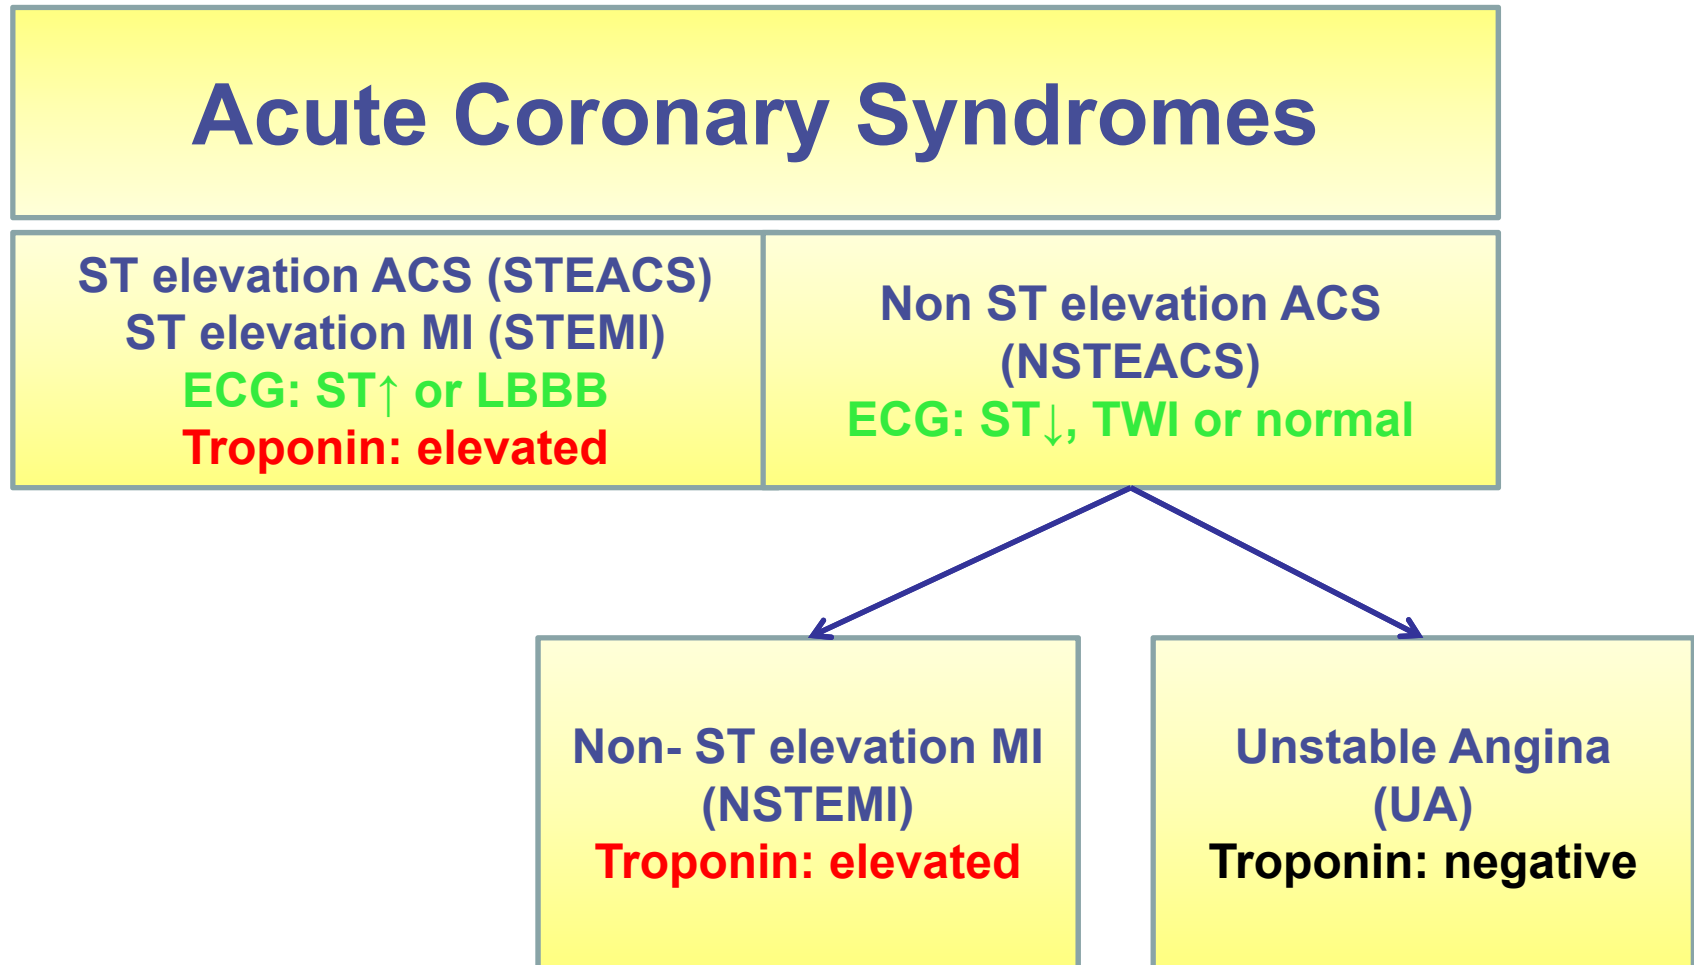 Acute Coronary Syndromes
ST elevation ACS (STEACS)
ST elevation MI (STEMI)
ECG: ST↑ or LBBB
Troponin: elevated
Non ST elevation ACS
(NSTEACS)
ECG: ST↓, TWI or normal
Non- ST elevation MI
(NSTEMI)
Troponin: elevated
Unstable Angina
(UA)
Troponin: negative